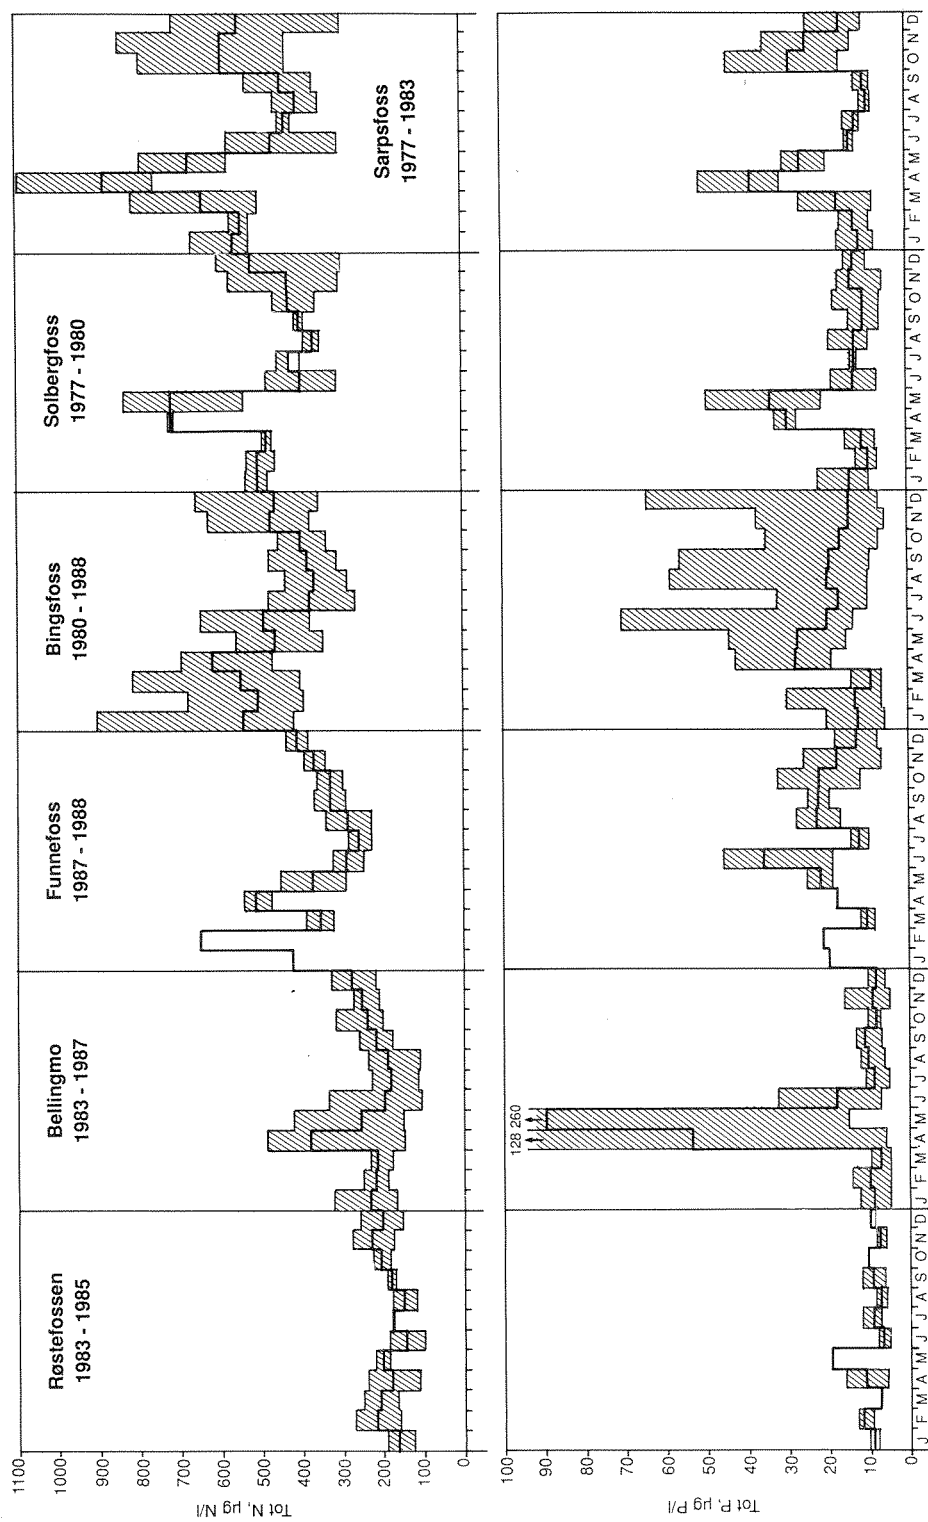 Røstefossen
1983 - 1985
Bellingmo
1983 - 1987
Funnefoss
1987 - 1988
Bingsfoss
1980 - 1988
Solbergfoss
1977 - 1980
Sarpsfoss
1977 - 1983
1100
1000
900
800
700
600
500
400
300
200
100
0
Tot N, µg N/l
128 260
100
90
80
70
60
50
40
30
20
10
0
Tot P, µg P/l
J F M A M J J A S O N D J F M A M J J A S O N D J F M A M J J A S O N D J F M A M J J A S O N D J F M A M J J A S O N D J F M A M J J A S O N D